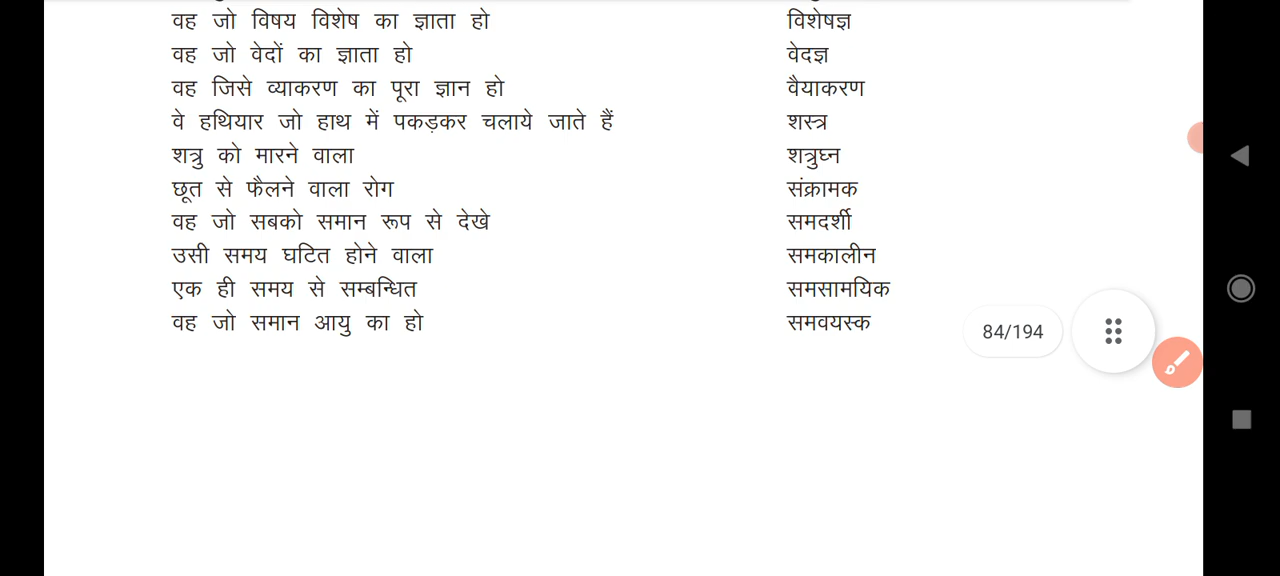 वह जो विषय विशेष का ज्ञाता हो विशेषज्ञ
वह जो वेदों का ज्ञाता हो वेदज्ञ
वह जिसे व्याकरण का पूरा ज्ञान हो वैयाकरण
वे हथियार जो हाथ में पकड़कर चलाये जाते हैं शस्त्र
शत्रु को मारने वाला शत्रुघ्न
छूत से फैलने वाला रोग संक्रामक
वह जो सबको समान रूप से देखे समदर्शी
उसी समय घटित होने वाला समकालीन
एक ही समय से सम्बन्धित समसामयिक
वह जो समान आयु का हो समवयस्क
84/194